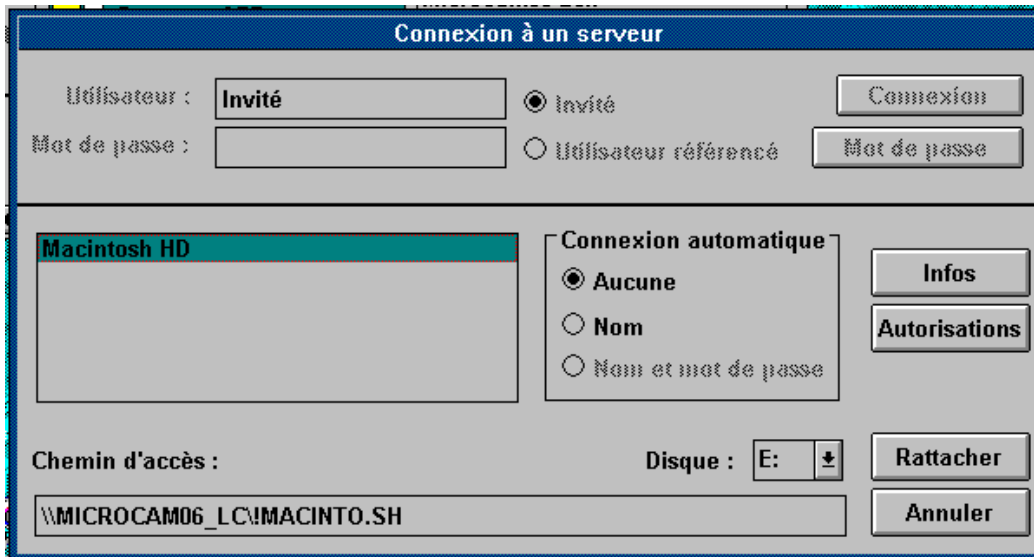 Connexion à un serveur
Utilisateur : Invité Invité Connexion
Mot de passe : Utilisateur référencé Mot de passe
Macintosh HD
Connexion automatique
Aucune
Nom
Nom et mot de passe
Infos
Autorisations
Chemin d'accès : Disque : E: Rattacher
\\MICROCAM06_LC\!MACINTO.SH Annuler